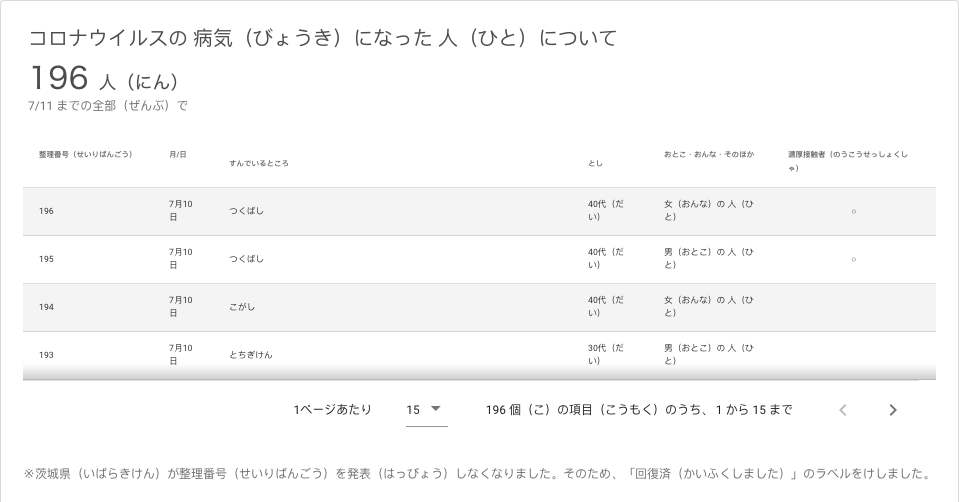 コロナウイルスの 病気（びょうき）になった 人（ひと）について
196 人（にん）
7/11 までの全部（ぜんぶ）で
整理番号（せいりばんごう） 月/日 すんでいるところ とし おとこ・おんな・そのほか 濃厚接触者（のうこうせっしょくしゃ）
196 7月10日 つくばし 40代（だい） 女（おんな）の 人（ひと） ○
195 7月10日 つくばし 40代（だい） 男（おとこ）の 人（ひと） ○
194 7月10日 こがし 40代（だい） 女（おんな）の 人（ひと）
193 7月10日 とちぎけん 30代（だい） 男（おとこ）の 人（ひと）
1ページあたり 15 196 個（こ）の項目（こうもく）のうち、 1 から 15 まで
※茨城県（いばらきけん）が整理番号（せいりばんごう）を発表（はっぴょう）しなくなりました。そのため、「回復済（かいふくしました）」のラベルをけしました。